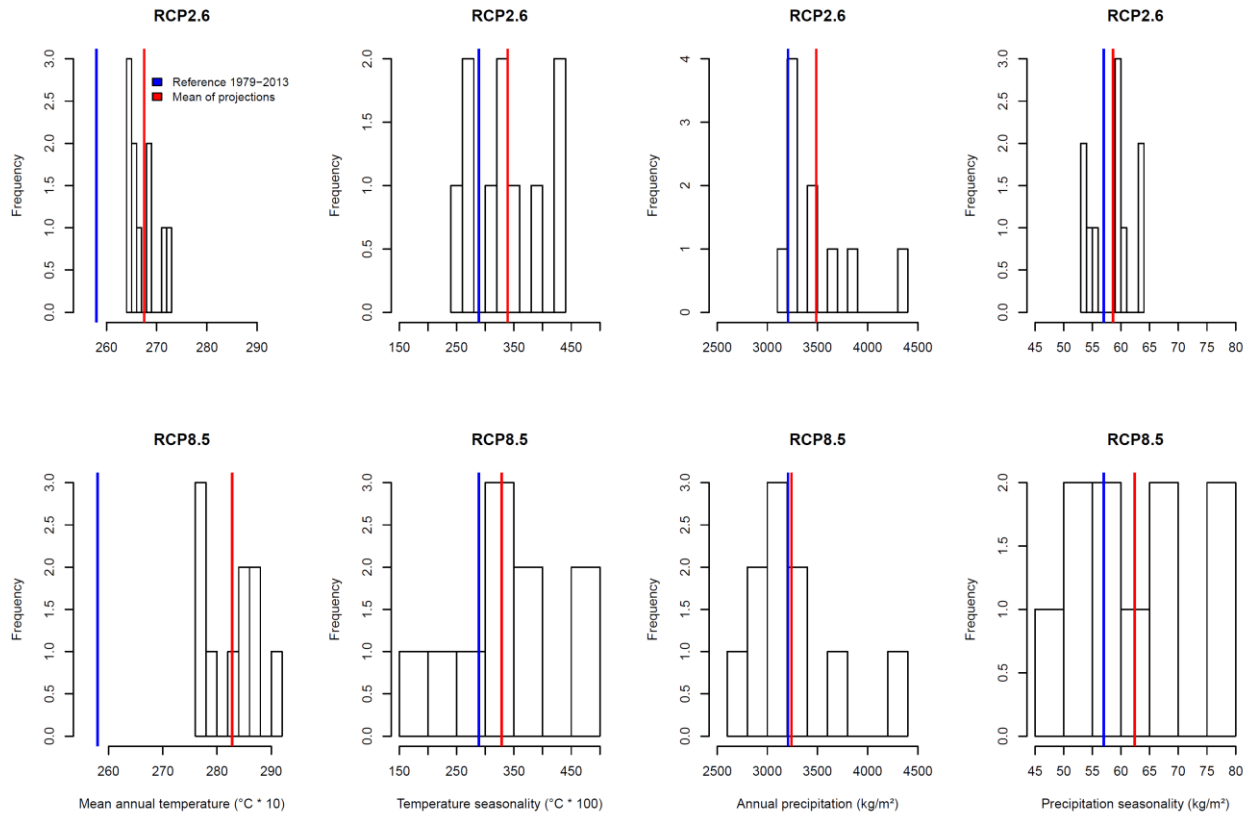 RCP2.6 RCP2.6 RCP2.6 RCP2.6
Frequency
0.0 0.5 1.0 1.5 2.0 2.5 3.0
260 270 280 290
Reference 1979−2013
Mean of projections
Frequency
0.0 0.5 1.0 1.5 2.0
150 250 350 450
Frequency
0 1 2 3 4
2500 3000 3500 4000 4500
Frequency
0.0 0.5 1.0 1.5 2.0 2.5 3.0
45 50 55 60 65 70 75 80
RCP8.5 RCP8.5 RCP8.5 RCP8.5
Frequency
0.0 0.5 1.0 1.5 2.0 2.5 3.0
260 270 280 290
Mean annual temperature (°C * 10)
Frequency
0.0 0.5 1.0 1.5 2.0 2.5 3.0
150 250 350 450
Temperature seasonality (°C * 100)
Frequency
0.0 0.5 1.0 1.5 2.0 2.5 3.0
2500 3000 3500 4000 4500
Annual precipitation (kg/m²)
Frequency
0.0 0.5 1.0 1.5 2.0
45 50 55 60 65 70 75 80
Precipitation seasonality (kg/m²)